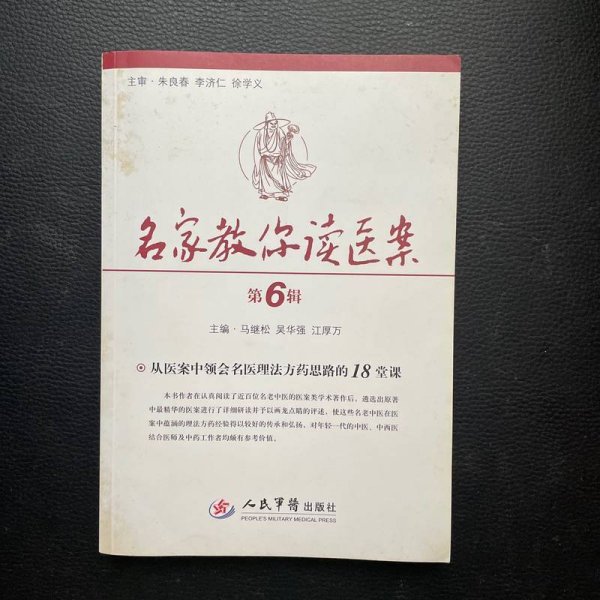 主审·朱良春 李济仁 徐学义
名家教你读医案
第6辑
主编·马继松 吴华强 江厚万
从医案中领会名医理法方药思路的18堂课
本书作者在认真阅读了近百位名老中医的医案类学术著作后，遴选出原著
中最精华的医案进行了详细研读并予以画龙点睛的评述，使这些名老中医在医
案中蕴涵的理法方药经验得以较好的传承和弘扬，对年轻一代的中医、中西医
结合医师及中药工作者均颇有参考价值。
人民军医出版社
PEOPLE'S MILITARY MEDICAL PRESS